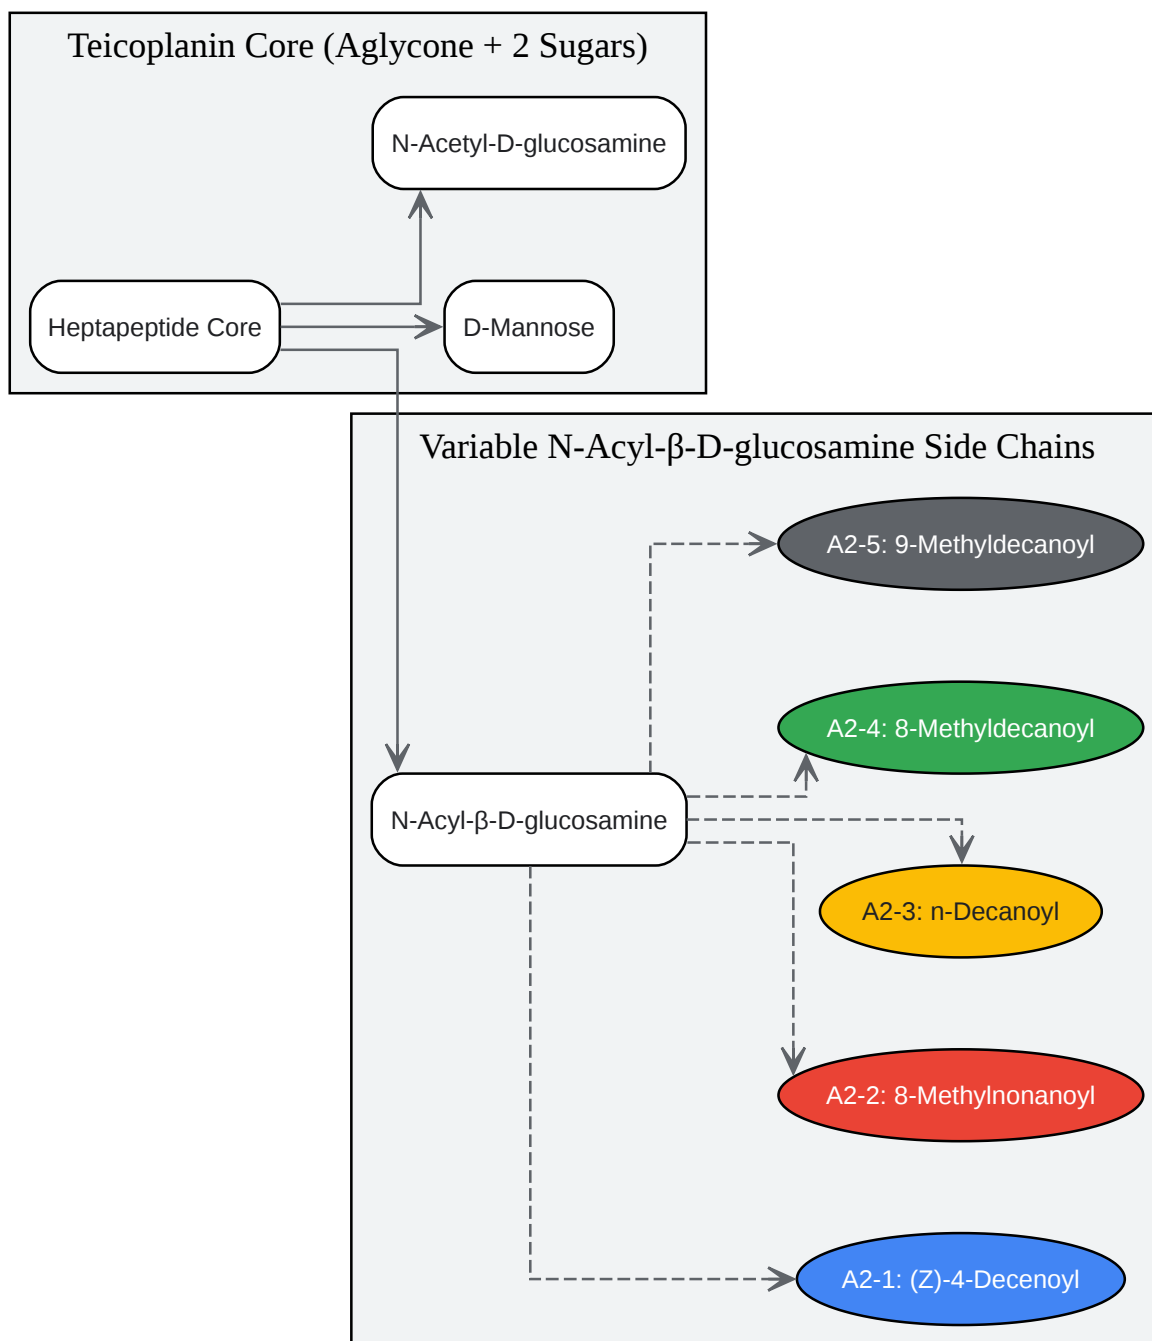 Teicoplanin Core (Aglycone + 2 Sugars)
N-Acetyl-D-glucosamine
Heptapeptide Core
D-Mannose
Variable N-Acyl-β-D-glucosamine Side Chains
A2-5: 9-Methyldecanoyl
A2-4: 8-Methyldecanoyl
N-Acyl-β-D-glucosamine
A2-3: n-Decanoyl
A2-2: 8-Methylnonanoyl
A2-1: (Z)-4-Decenoyl